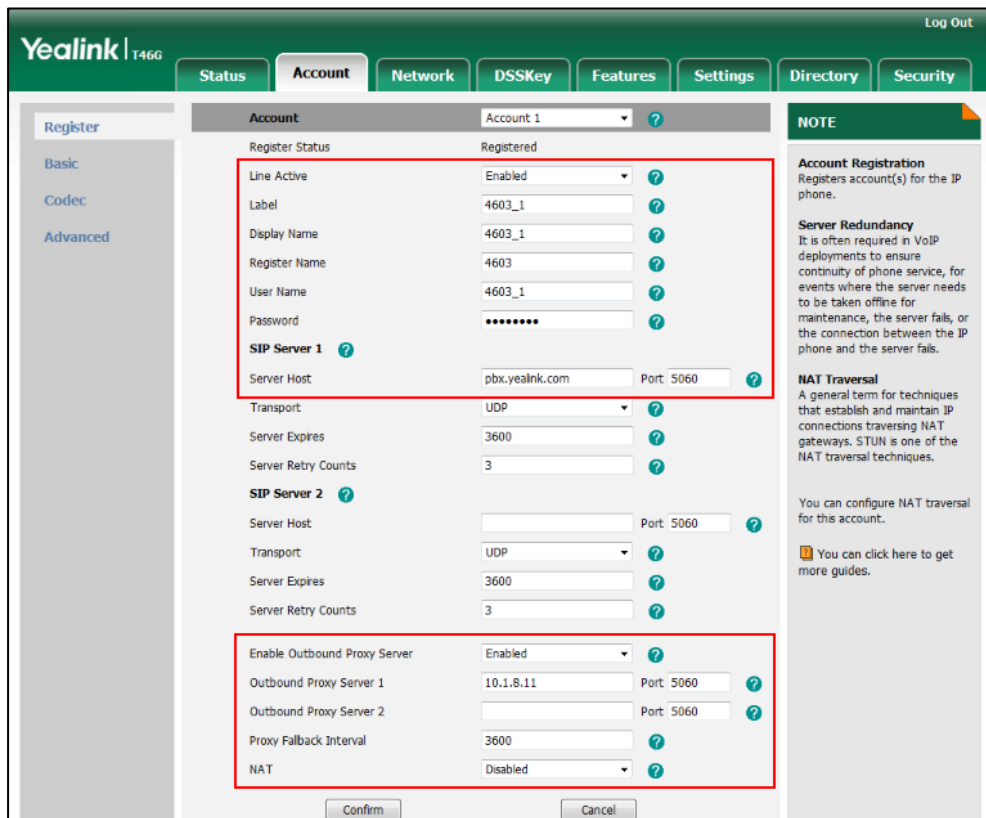 Log Out
Yealink | T46G
Status Account Network DSSKey Features Settings Directory Security
Register
Basic
Codec
Advanced
Account Account 1
Register Status Registered
Line Active Enabled
Label 4603_1
Display Name 4603_1
Register Name 4603
User Name 4603_1
Password ••••••••
SIP Server 1
Server Host pbx.yealink.com Port 5060
Transport UDP
Server Expires 3600
Server Retry Counts 3
SIP Server 2
Server Host Port 5060
Transport UDP
Server Expires 3600
Server Retry Counts 3
Enable Outbound Proxy Server Enabled
Outbound Proxy Server 1 10.1.8.11 Port 5060
Outbound Proxy Server 2 Port 5060
Proxy Fallback Interval 3600
NAT Disabled
Confirm Cancel
NOTE
Account Registration
Registers account(s) for the IP
phone.
Server Redundancy
It is often required in VoIP
deployments to ensure
continuity of phone service, for
events where the server needs
to be taken offline for
maintenance, the server fails, or
the connection between the IP
phone and the server fails.
NAT Traversal
A general term for techniques
that establish and maintain IP
connections traversing NAT
gateways. STUN is one of the
NAT traversal techniques.
You can configure NAT traversal
for this account.
You can click here to get
more guides.